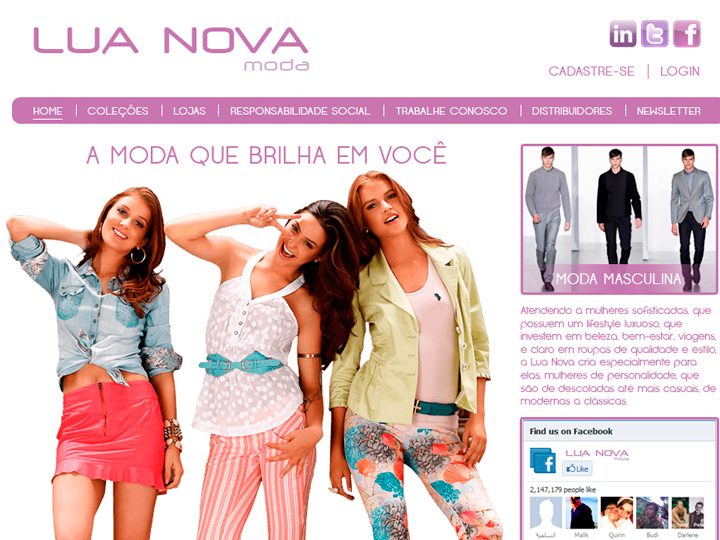 LUA NOVA
moda
in t f
CADASTRE-SE | LOGIN
HOME | COLEÇÕES | LOJAS | RESPONSABILIDADE SOCIAL | TRABALHE CONOSCO | DISTRIBUIDORES | NEWSLETTER
A MODA QUE BRILHA EM VOCÊ
MODA MASCULINA
Atendendo a mulheres sofisticadas, que
possuem um lifestyle luxuoso, que
investem em beleza, bem-estar, viagens,
e claro em roupas de qualidade e estilo,
a Lua Nova cria especialmente para
elas, mulheres de personalidade, que
são de descoladas até mais casuais, de
modernas a clássicas.
Find us on Facebook
LUA NOVA
moda
Like
2,147,179 people like
Malik Quirin Budi Darlene